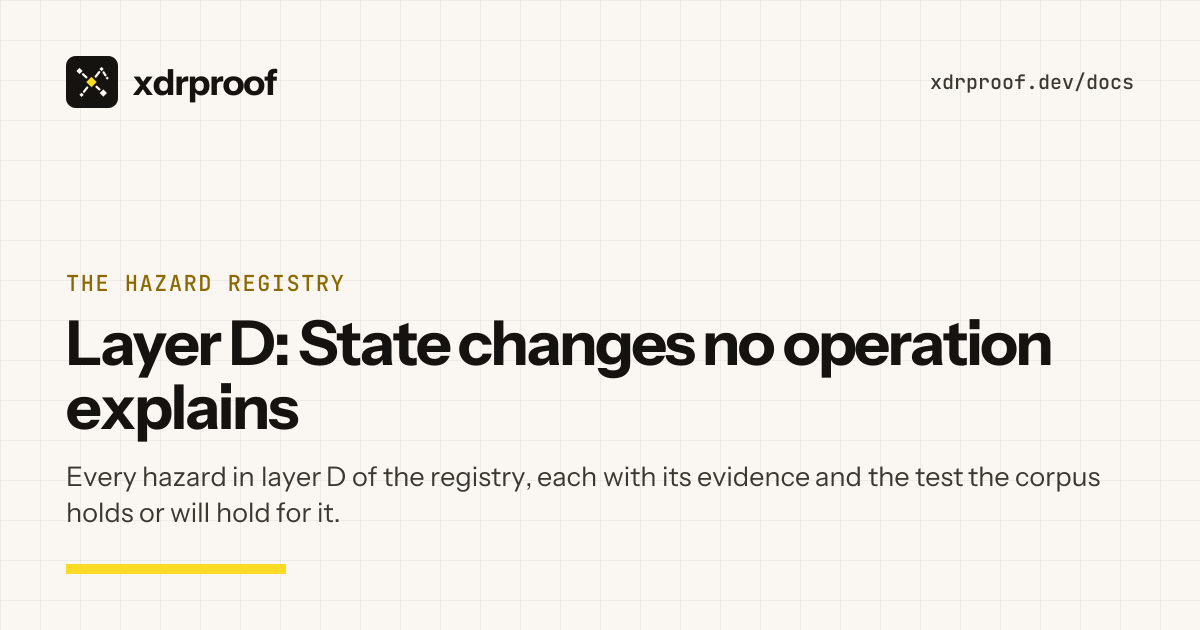 xdrproof
xdrproof.dev/docs
THE HAZARD REGISTRY
Layer D: State changes no operation
explains
Every hazard in layer D of the registry, each with its evidence and the test the corpus
holds or will hold for it.